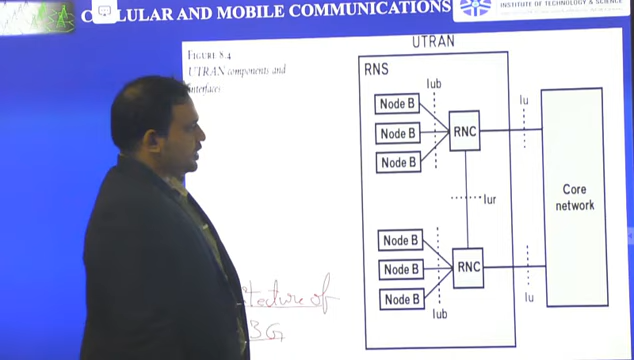 CELLULAR AND MOBILE COMMUNICATIONS
INSTITUTE OF TECHNOLOGY & SCIENCE
FIGURE 8.4
UTRAN components and
interfaces
UTRAN
RNS
Iub
Node B
Node B
Node B
RNC
Iu
Iur
Core
network
Node B
Node B
Node B
RNC
Iub
Iu
tecture of
3G